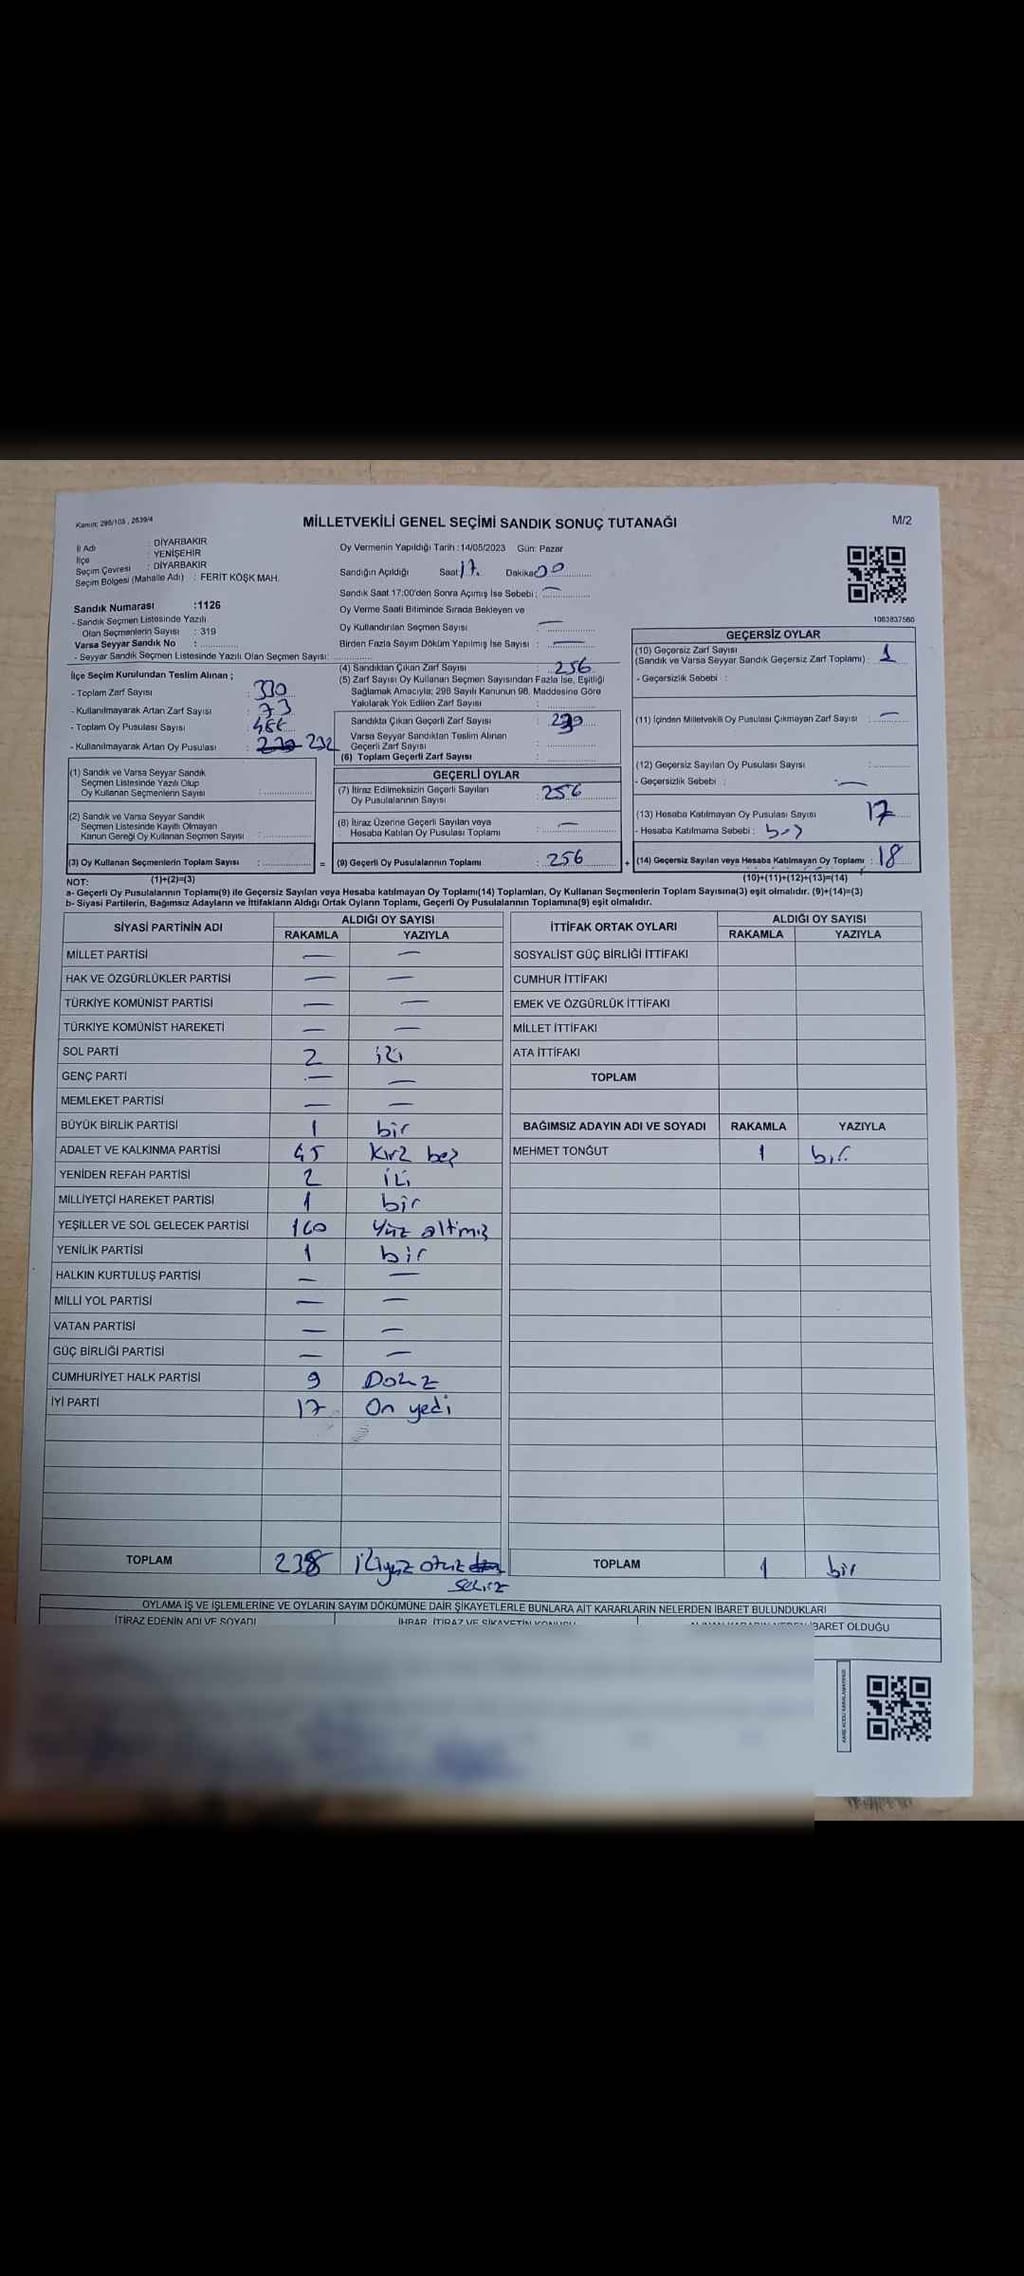 Kanun; 298/105 , 2839/4
MİLLETVEKİLİ GENEL SEÇİMİ SANDIK SONUÇ TUTANAĞI
M/2
İl Adı : DİYARBAKIR
İlçe : YENİŞEHİR
Seçim Çevresi : DİYARBAKIR
Seçim Bölgesi (Mahalle Adı) : FERİT KÖŞK MAH.
Sandık Numarası :1126
- Sandık Seçmen Listesinde Yazılı
Olan Seçmenlerin Sayısı : 319
Varsa Seyyar Sandık No :
- Seyyar Sandık Seçmen Listesinde Yazılı Olan Seçmen Sayısı:
Oy Vermenin Yapıldığı Tarih :14/05/2023 Gün: Pazar
Sandığın Açıldığı Saat 17. Dakika 00
Sandık Saat 17:00'den Sonra Açımış İse Sebebi : —
Oy Verme Saati Bitiminde Sırada Bekleyen ve
Oy Kullandırılan Seçmen Sayısı : —
Birden Fazla Sayım Döküm Yapılmış İse Sayısı : —
1063837560
İlçe Seçim Kurulundan Teslim Alınan ;
- Toplam Zarf Sayısı : 330
- Kullanılmayarak Artan Zarf Sayısı : 73
- Toplam Oy Pusulası Sayısı :
- Kullanılmayarak Artan Oy Pusulası : 232
(4) Sandıktan Çıkan Zarf Sayısı : 256
(5) Zarf Sayısı Oy Kullanan Seçmen Sayısından Fazla İse, Eşitliği
Sağlamak Amacıyla; 298 Sayılı Kanunun 98. Maddesine Göre
Yakılarak Yok Edilen Zarf Sayısı :
Sandıkta Çıkan Geçerli Zarf Sayısı : 239
Varsa Seyyar Sandıktan Teslim Alınan
Geçerli Zarf Sayısı :
(6) Toplam Geçerli Zarf Sayısı :
GEÇERSİZ OYLAR
(10) Geçersiz Zarf Sayısı
(Sandık ve Varsa Seyyar Sandık Geçersiz Zarf Toplamı) : 1
- Geçersizlik Sebebi :
(11) İçinden Milletvekili Oy Pusulası Çıkmayan Zarf Sayısı : —
(12) Geçersiz Sayılan Oy Pusulası Sayısı :
- Geçersizlik Sebebi : —
(13) Hesaba Katılmayan Oy Pusulası Sayısı 17
- Hesaba Katılmama Sebebi :
(14) Geçersiz Sayılan veya Hesaba Katılmayan Oy Toplamı : 18
(10)+(11)+(12)+(13)=(14)
(1) Sandık ve Varsa Seyyar Sandık
Seçmen Listesinde Yazılı Olup
Oy Kullanan Seçmenlerin Sayısı :
(2) Sandık ve Varsa Seyyar Sandık
Seçmen Listesinde Kayıtlı Olmayan
Kanun Gereği Oy Kullanan Seçmen Sayısı :
(3) Oy Kullanan Seçmenlerin Toplam Sayısı : =
(1)+(2)=(3)
GEÇERLİ OYLAR
(7) İtiraz Edilmeksizin Geçerli Sayılan
Oy Pusulalarının Sayısı : 256
(8) İtiraz Üzerine Geçerli Sayılan veya
Hesaba Katılan Oy Pusulası Toplamı : —
(9) Geçerli Oy Pusulalarının Toplamı : 256 +
NOT:
a- Geçerli Oy Pusulalarının Toplamı(9) ile Geçersiz Sayılan veya Hesaba katılmayan Oy Toplamı(14) Toplamları, Oy Kullanan Seçmenlerin Toplam Sayısına(3) eşit olmalıdır. (9)+(14)=(3)
b- Siyasi Partilerin, Bağımsız Adayların ve İttifakların Aldığı Ortak Oyların Toplamı, Geçerli Oy Pusulalarının Toplamına(9) eşit olmalıdır.
SİYASİ PARTİNİN ADI ALDIĞI OY SAYISI
RAKAMLA YAZIYLA
MİLLET PARTİSİ — —
HAK VE ÖZGÜRLÜKLER PARTİSİ — —
TÜRKİYE KOMÜNİST PARTİSİ — —
TÜRKİYE KOMÜNİST HAREKETİ — —
SOL PARTİ 2 iki
GENÇ PARTİ — —
MEMLEKET PARTİSİ — —
BÜYÜK BİRLİK PARTİSİ 1 bir
ADALET VE KALKINMA PARTİSİ 45 Kırk beş
YENİDEN REFAH PARTİSİ 2 iki
MİLLİYETÇİ HAREKET PARTİSİ 1 bir
YEŞİLLER VE SOL GELECEK PARTİSİ 160 Yüz altmış
YENİLİK PARTİSİ 1 bir
HALKIN KURTULUŞ PARTİSİ — —
MİLLİ YOL PARTİSİ — —
VATAN PARTİSİ — —
GÜÇ BİRLİĞİ PARTİSİ — —
CUMHURİYET HALK PARTİSİ 9 Dokuz
İYİ PARTİ 17 On yedi
TOPLAM 238 ikiyüz otuz
sekiz
İTTİFAK ORTAK OYLARI ALDIĞI OY SAYISI
RAKAMLA YAZIYLA
SOSYALİST GÜÇ BİRLİĞİ İTTİFAKI
CUMHUR İTTİFAKI
EMEK VE ÖZGÜRLÜK İTTİFAKI
MİLLET İTTİFAKI
ATA İTTİFAKI
TOPLAM
BAĞIMSIZ ADAYIN ADI VE SOYADI RAKAMLA YAZIYLA
MEHMET TONĞUT 1 bir
TOPLAM 1 bir
OYLAMA İŞ VE İŞLEMLERİNE VE OYLARIN SAYIM DÖKÜMÜNE DAİR ŞİKAYETLERLE BUNLARA AİT KARARLARIN NELERDEN İBARET BULUNDUKLARI
İTİRAZ EDENİN ADI VE SOYADI İHBAR, İTİRAZ VE ŞİKAYETİN KONUSU İBARET OLDUĞU